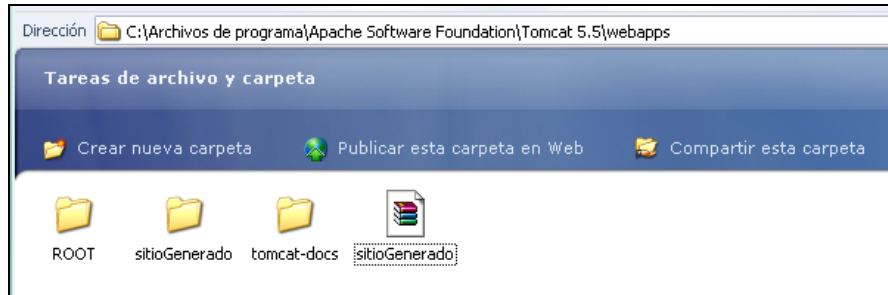 Dirección C:\Archivos de programa\Apache Software Foundation\Tomcat 5.5\webapps
Tareas de archivo y carpeta
Crear nueva carpeta Publicar esta carpeta en Web Compartir esta carpeta
ROOT sitioGenerado tomcat-docs sitioGenerado